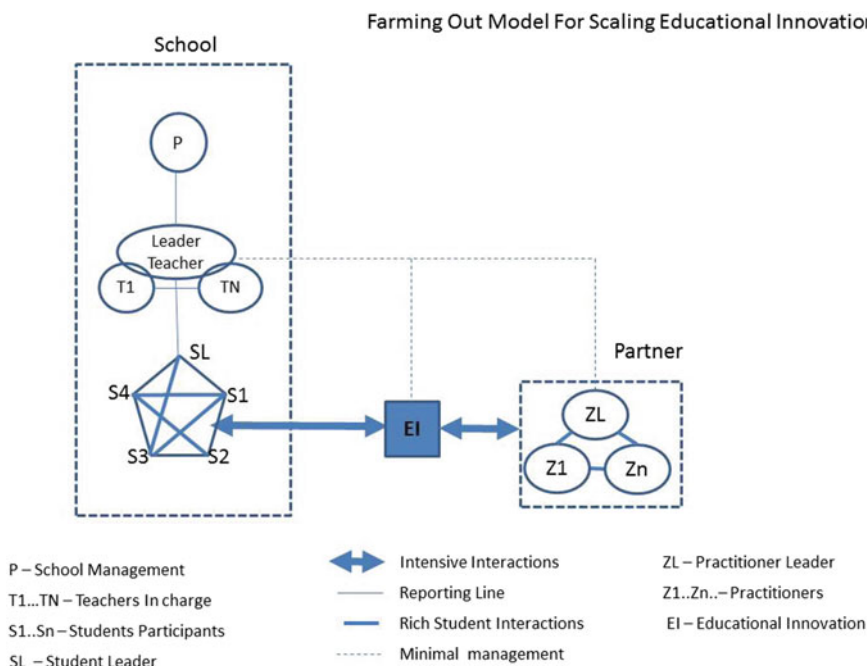 Farming Out Model For Scaling Educational Innovation
School
P
Leader
Teacher
T1
TN
SL
S4
S1
S3
S2
EI
Partner
ZL
Z1
Zn
P – School Management
T1...TN – Teachers In charge
S1..Sn – Students Participants
SL – Student Leader
Intensive Interactions
Reporting Line
Rich Student Interactions
Minimal management
ZL – Practitioner Leader
Z1..Zn..– Practitioners
EI – Educational Innovation